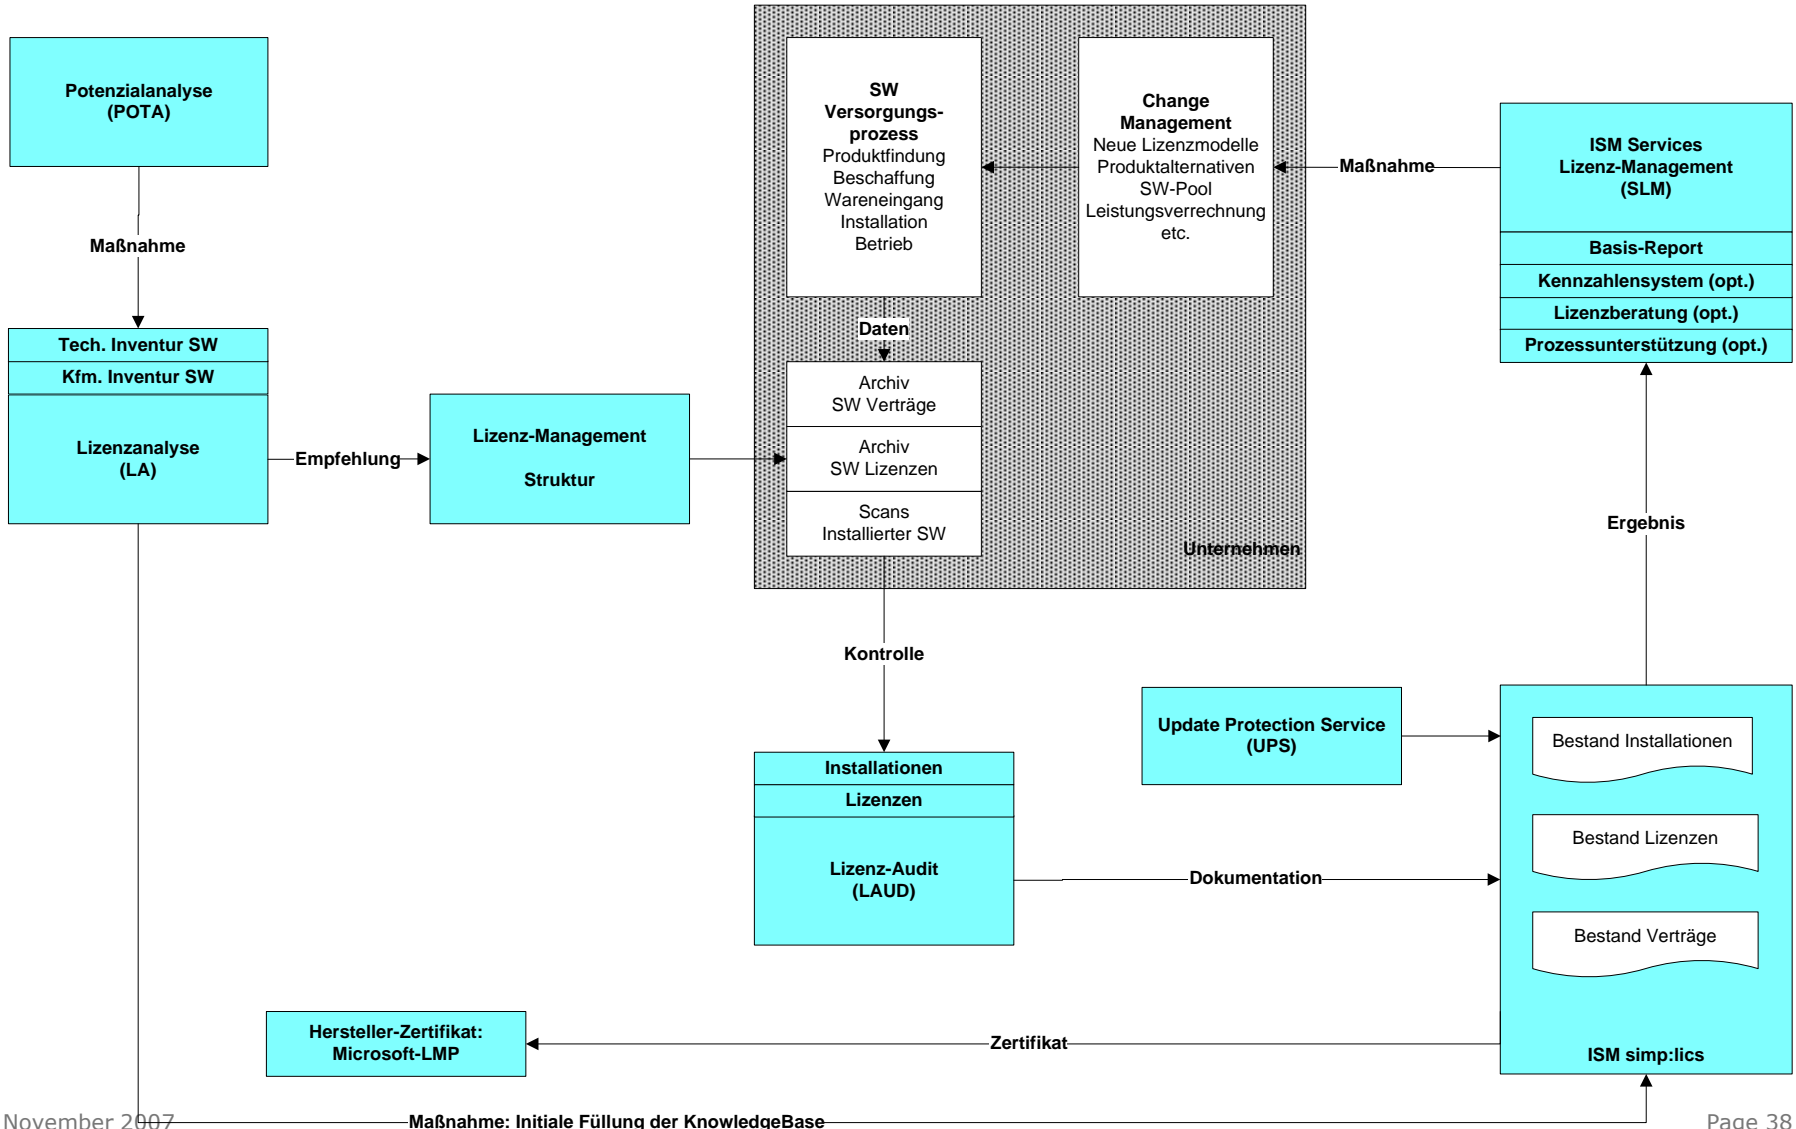 Potenzialanalyse
(POTA)
Maßnahme
Tech. Inventur SW
Kfm. Inventur SW
Lizenzanalyse
(LA)
Empfehlung
Lizenz-Management
Struktur
SW
Versorgungs-
prozess
Produktfindung
Beschaffung
Wareneingang
Installation
Betrieb
Change
Management
Neue Lizenzmodelle
Produktalternativen
SW-Pool
Leistungsverrechnung
etc.
Daten
Archiv
SW Verträge
Archiv
SW Lizenzen
Scans
Installierter SW
Unternehmen
Maßnahme
ISM Services
Lizenz-Management
(SLM)
Basis-Report
Kennzahlensystem (opt.)
Lizenzberatung (opt.)
Prozessunterstützung (opt.)
Ergebnis
Kontrolle
Installationen
Lizenzen
Lizenz-Audit
(LAUD)
Update Protection Service
(UPS)
Dokumentation
Bestand Installationen
Bestand Lizenzen
Bestand Verträge
ISM simp:lics
Zertifikat
Hersteller-Zertifikat:
Microsoft-LMP
Maßnahme: Initiale Füllung der KnowledgeBase
November 2007
Page 38